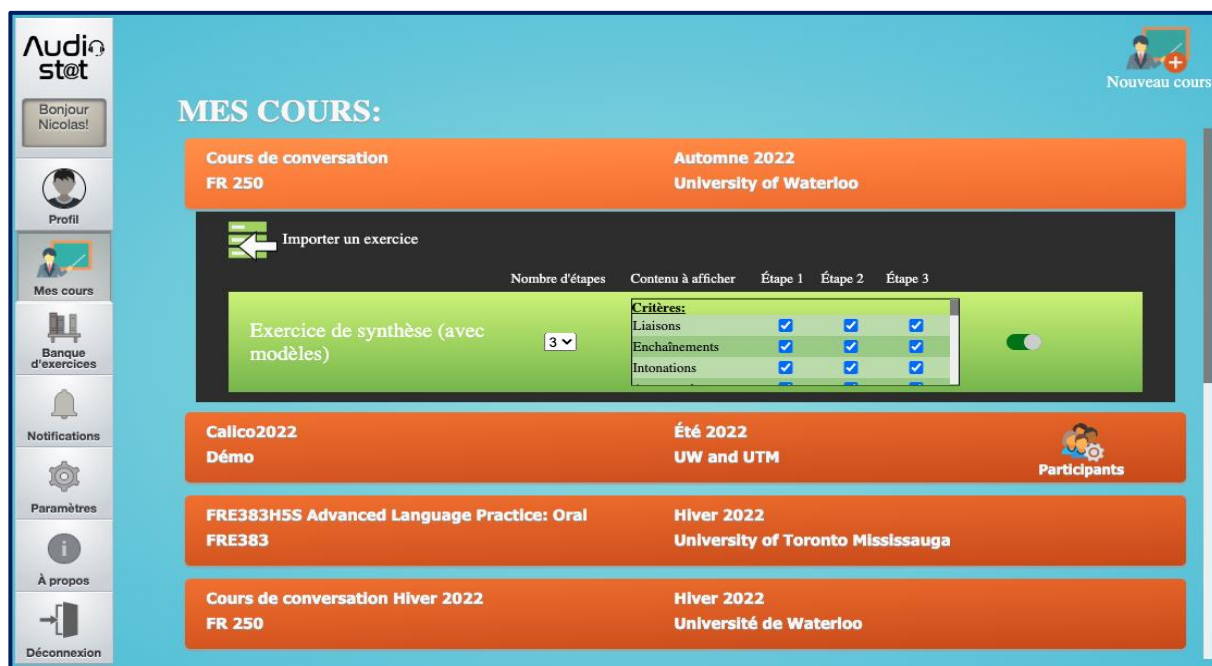 Audio
st@t
Bonjour
Nicolas!
Profil
Mes cours
Banque
d'exercices
Notifications
Paramètres
À propos
Déconnexion
Nouveau cours
MES COURS:
Cours de conversation
FR 250
Automne 2022
University of Waterloo
Importer un exercice
Nombre d'étapes Contenu à afficher Étape 1 Étape 2 Étape 3
Exercice de synthèse (avec
modèles)
3
Critères:
Liaisons
Enchaînements
Intonations
Calico2022
Démo
Été 2022
UW and UTM
Participants
FRE383H5S Advanced Language Practice: Oral
FRE383
Hiver 2022
University of Toronto Mississauga
Cours de conversation Hiver 2022
FR 250
Hiver 2022
Université de Waterloo